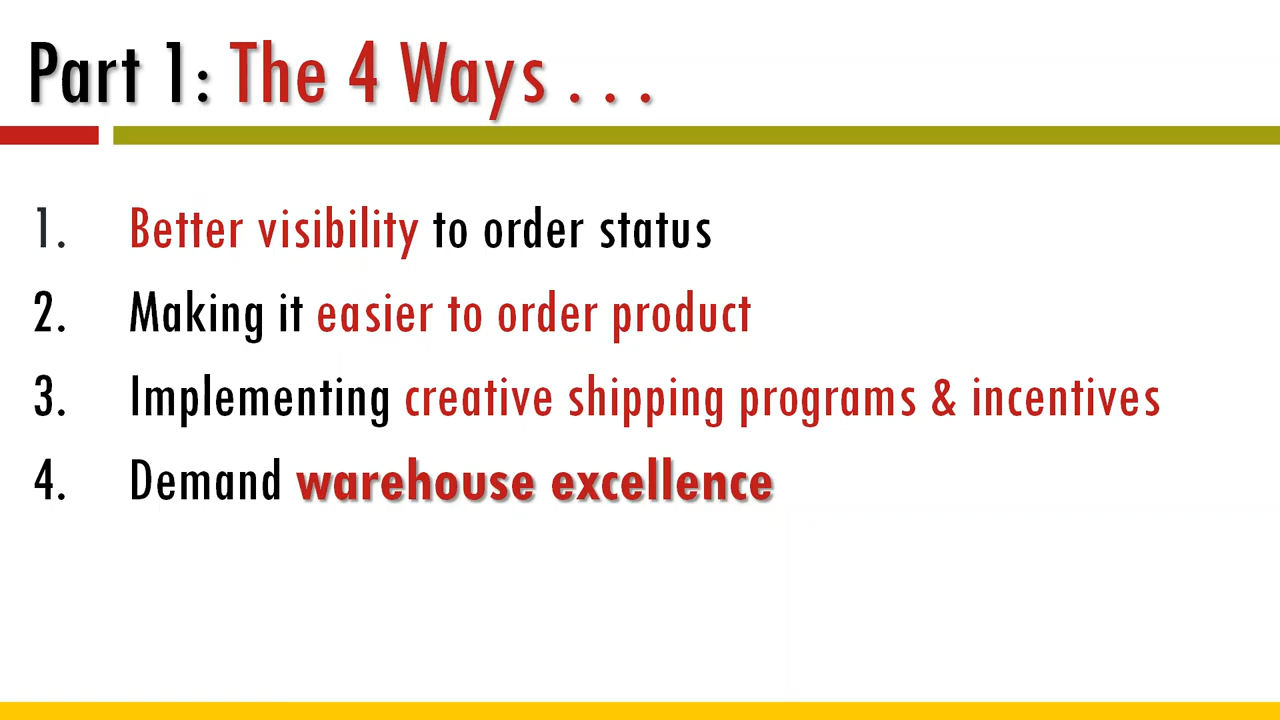 Part 1: The 4 Ways . . .
1. Better visibility to order status
2. Making it easier to order product
3. Implementing creative shipping programs & incentives
4. Demand warehouse excellence